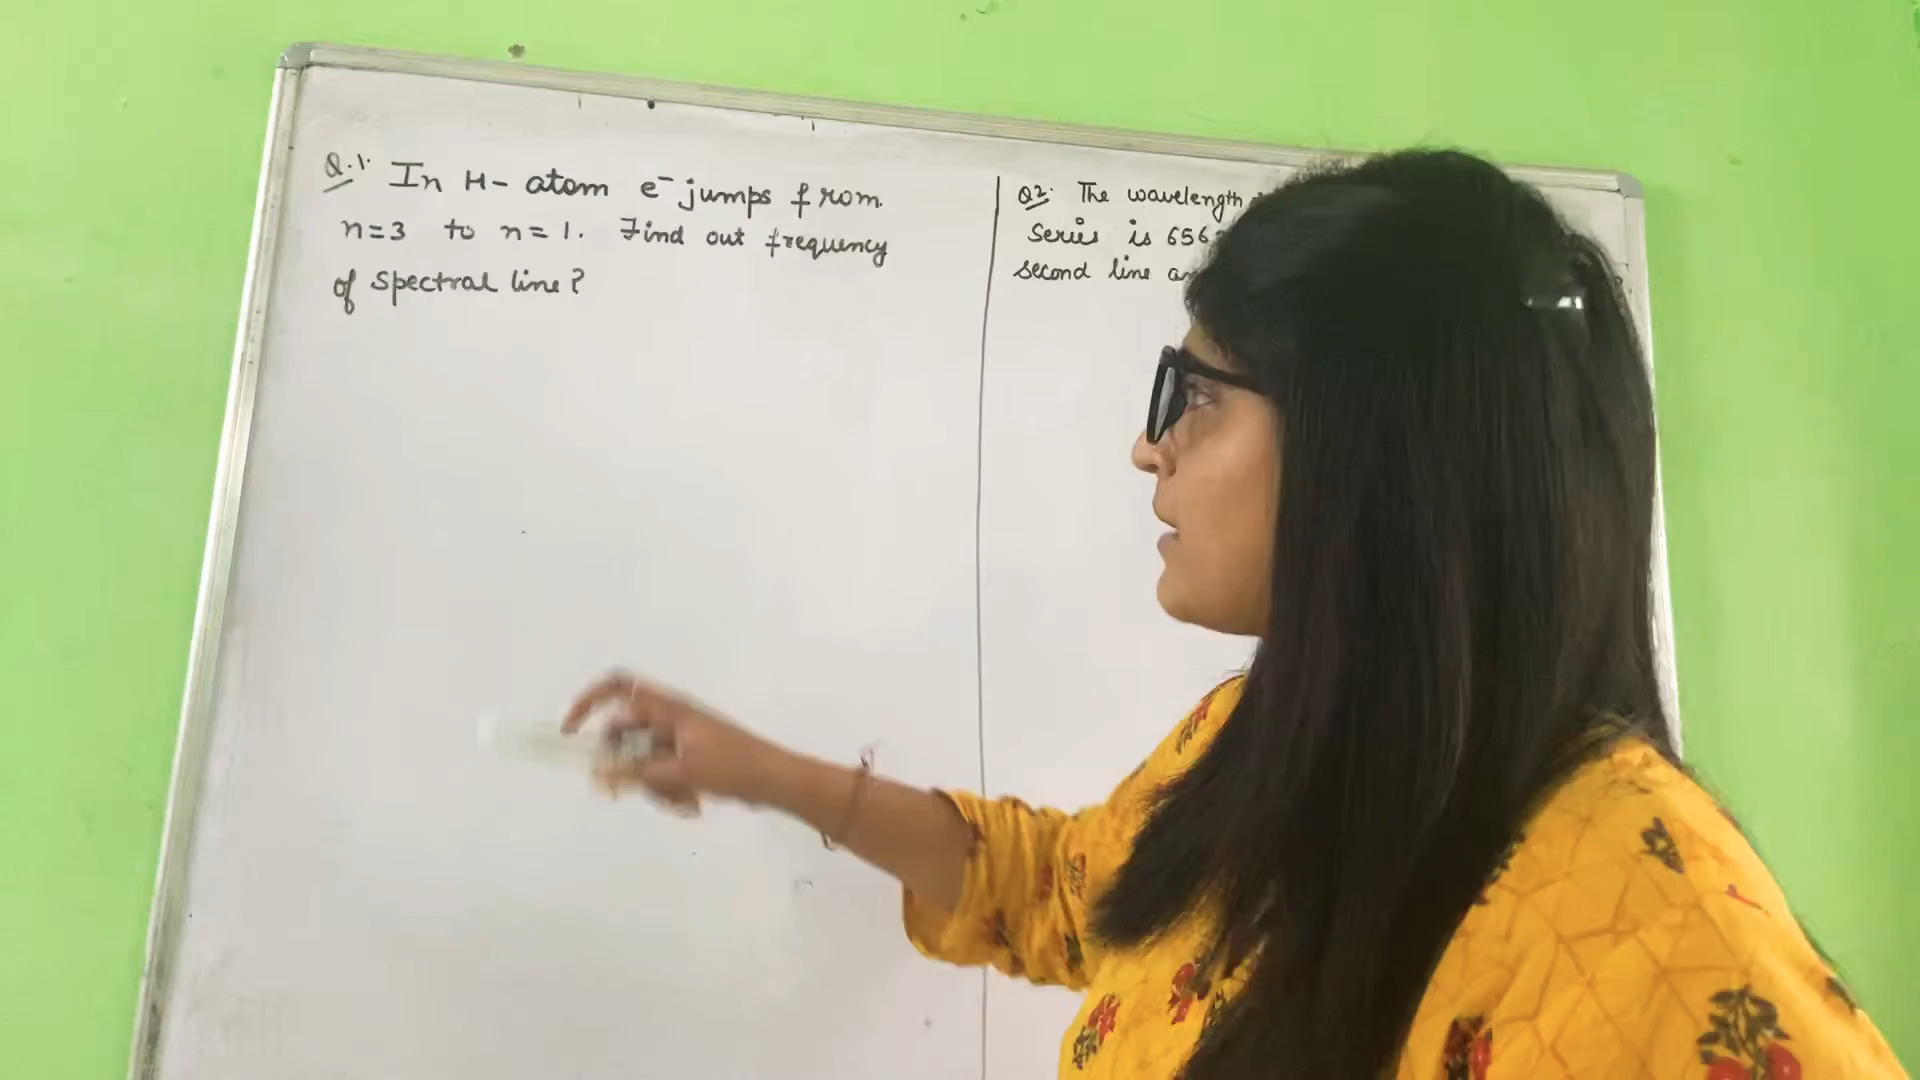 Q.1. In H- atom e⁻ jumps from
n=3 to n=1. Find out frequency
of spectral line?
Q2. The wavelength
series is 656
second line